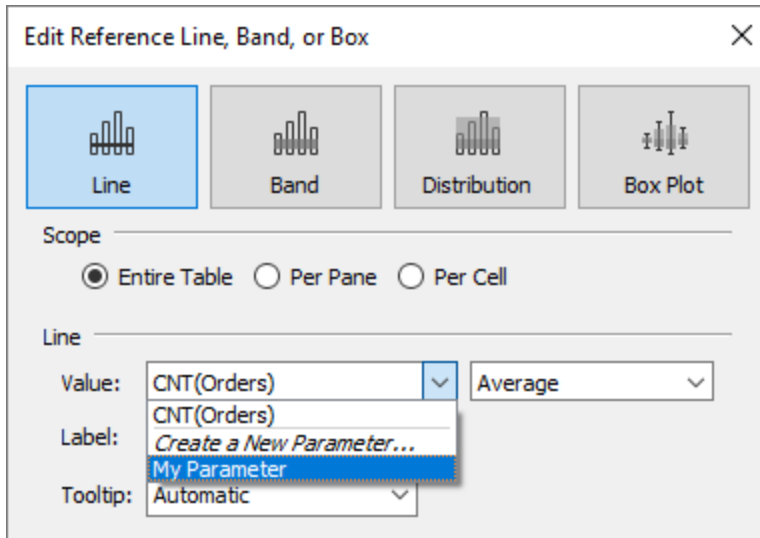 Edit Reference Line, Band, or Box
Line Band Distribution Box Plot
Scope
Entire Table Per Pane Per Cell
Line
Value: CNT(Orders) Average
CNT(Orders)
Label: Create a New Parameter...
My Parameter
Tooltip: Automatic